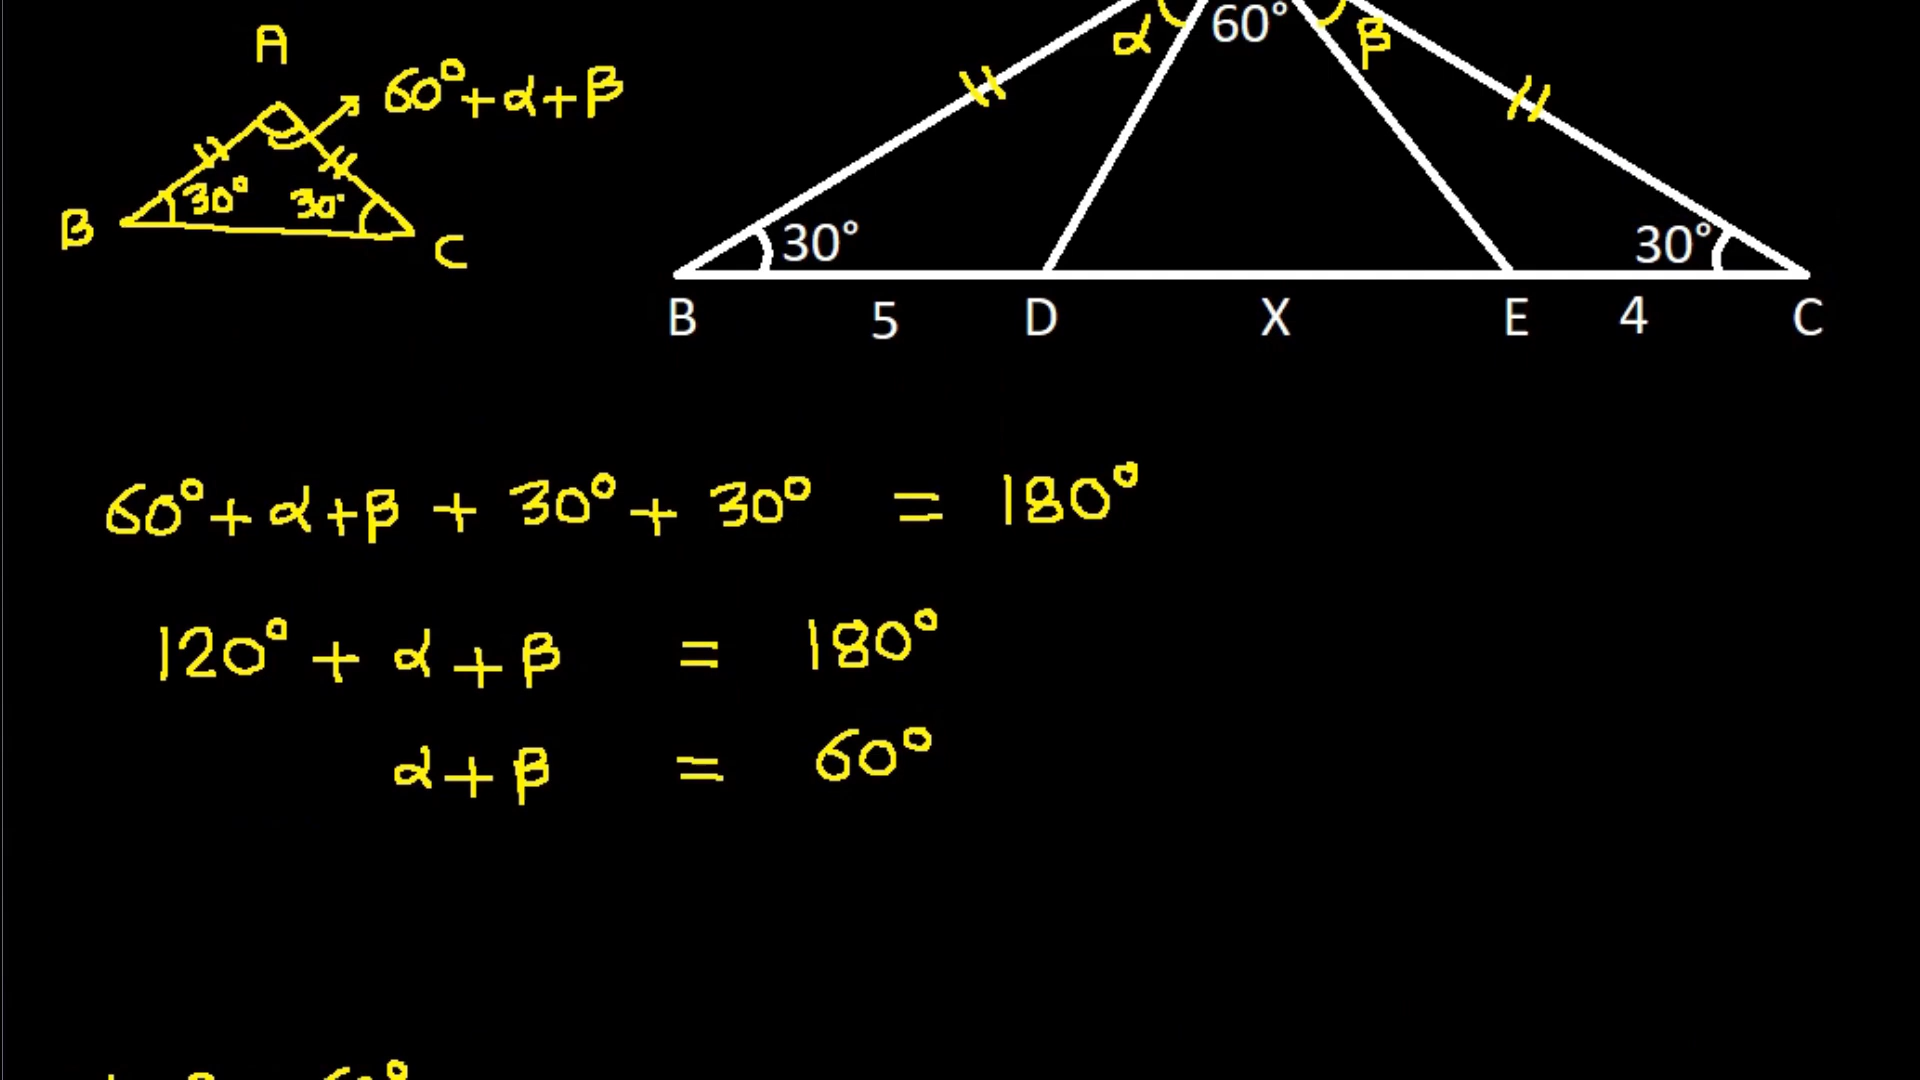 A
60°+α+β
30° 30°
B
C
α 60° β
30° 30°
B 5 D X E 4 C
60°+α+β + 30°+ 30° = 180°
120°+ α+β = 180°
α+β = 60°